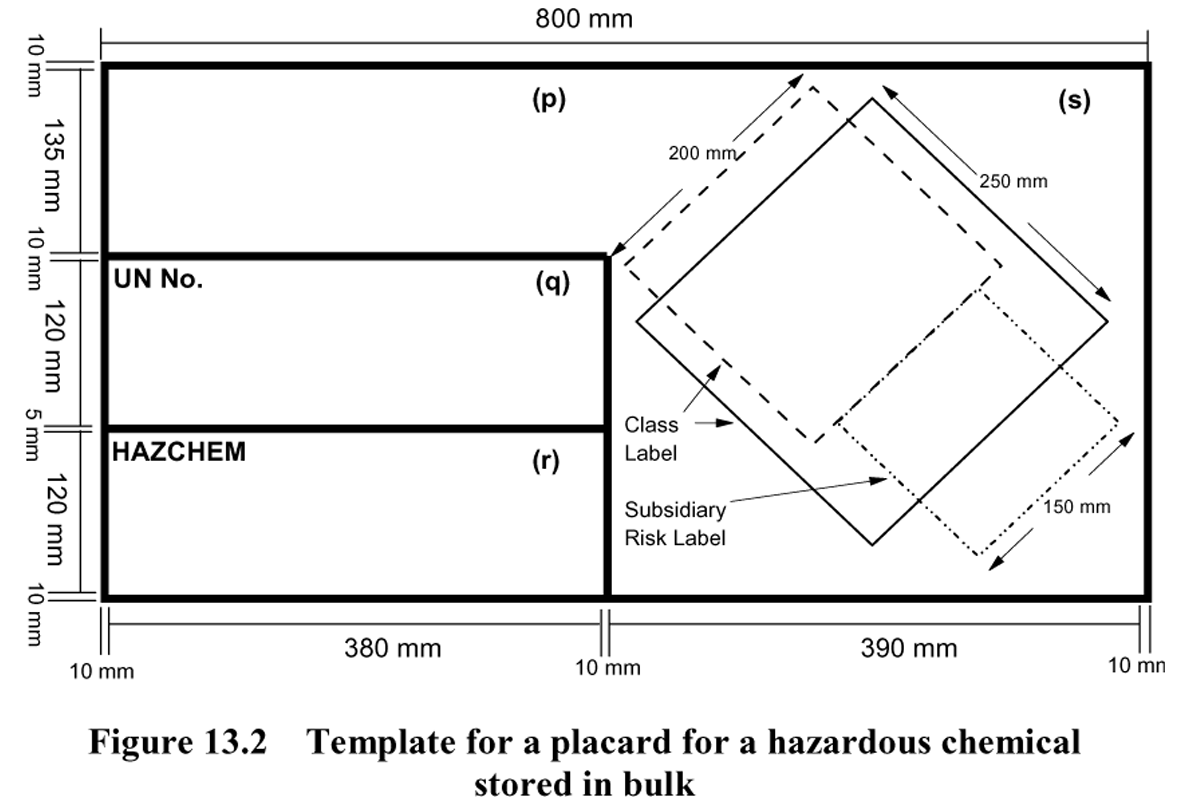 800 mm
10 mm
(p)
(s)
135 mm
200 mm
250 mm
10 mm
UN No.
(q)
120 mm
5 mm
Class
Label
HAZCHEM
(r)
120 mm
Subsidiary
Risk Label
150 mm
10 mm
380 mm
390 mm
10 mm
10 mm
10 mm
Figure 13.2 Template for a placard for a hazardous chemical
stored in bulk